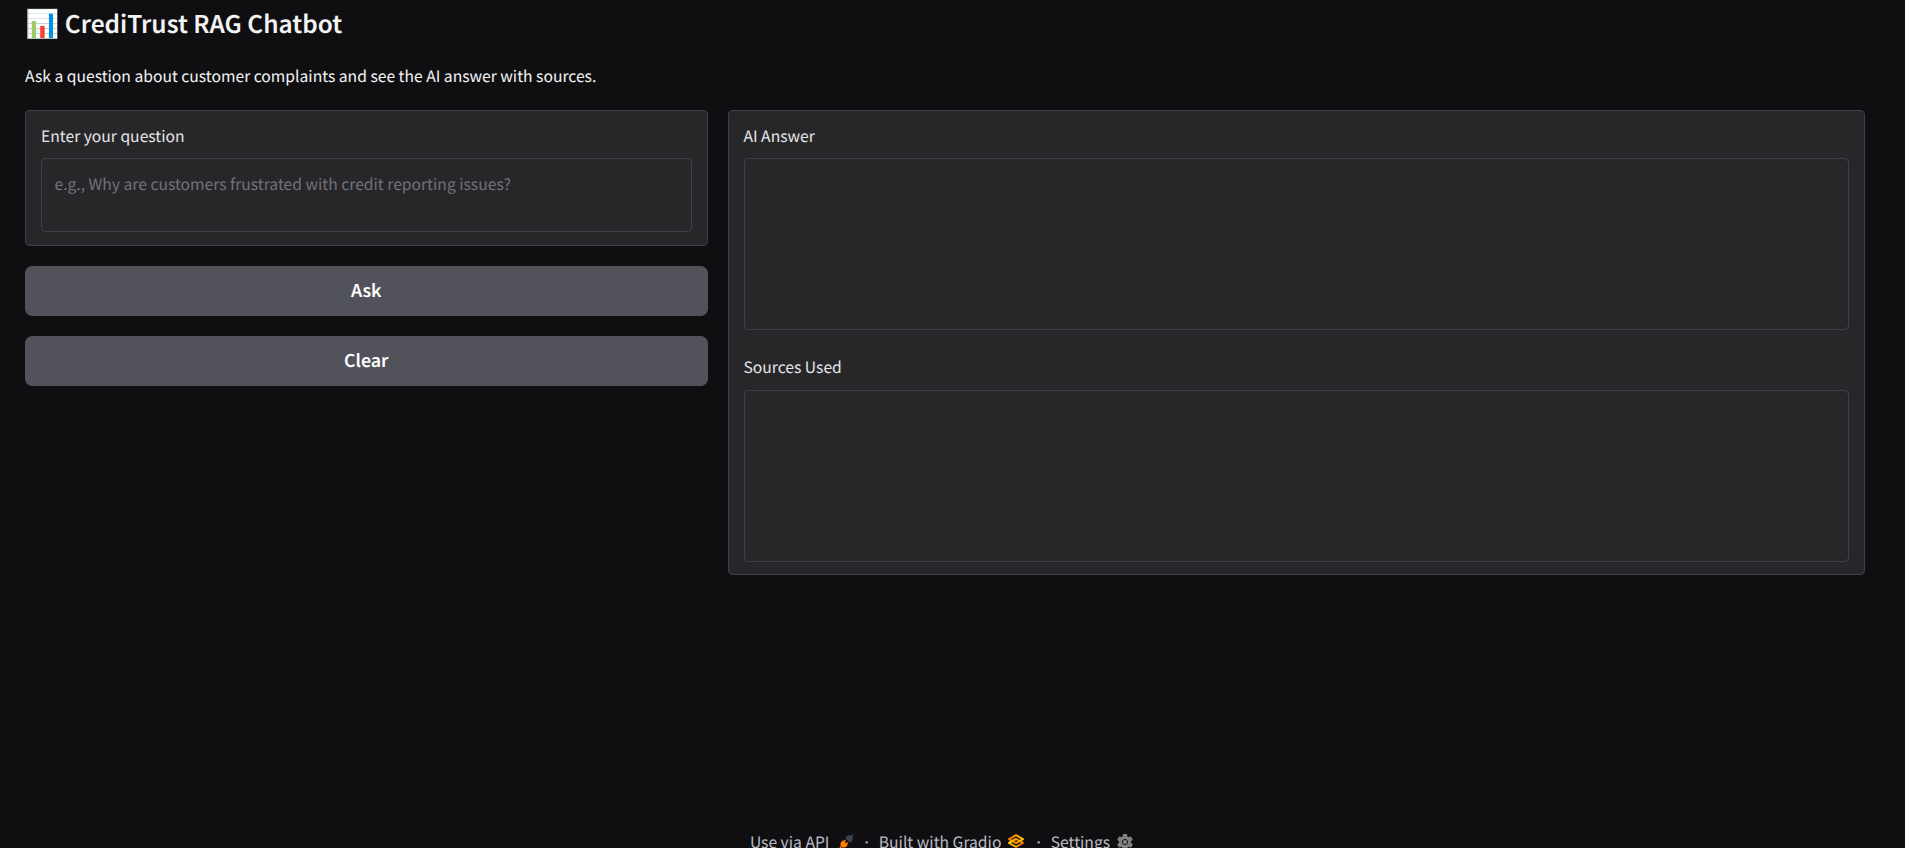 CrediTrust RAG Chatbot
Ask a question about customer complaints and see the AI answer with sources.
Enter your question
e.g., Why are customers frustrated with credit reporting issues?
Ask
Clear
AI Answer
Sources Used
Use via API · Built with Gradio · Settings